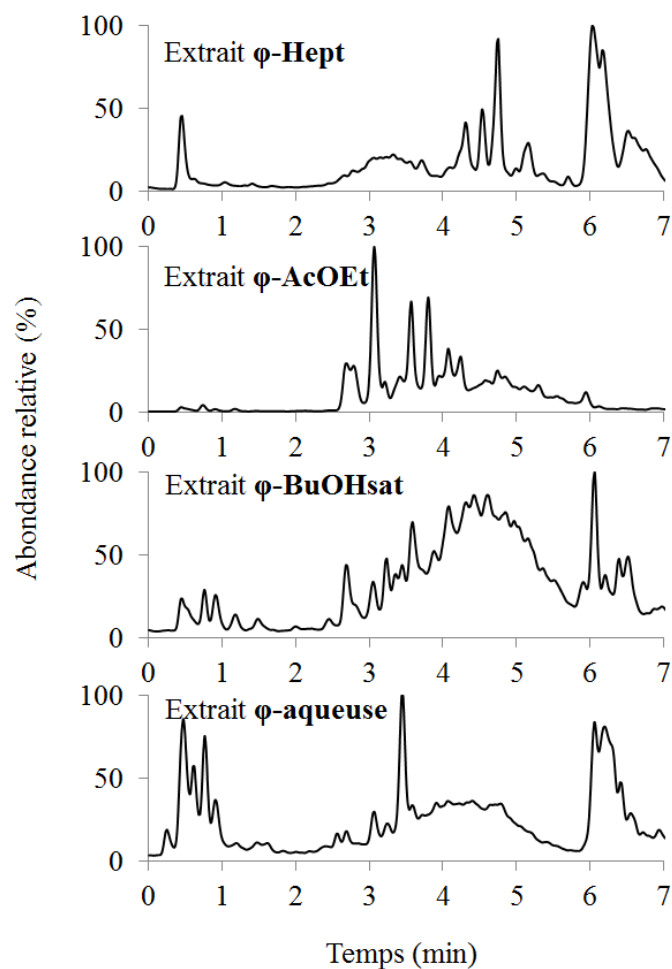 Abondance relative (%)
Extrait φ-Hept
100
50
0
0 1 2 3 4 5 6 7
Extrait φ-AcOEt
100
50
0
0 1 2 3 4 5 6 7
Extrait φ-BuOHsat
100
50
0
0 1 2 3 4 5 6 7
Extrait φ-aqueuse
100
50
0
0 1 2 3 4 5 6 7
Temps (min)